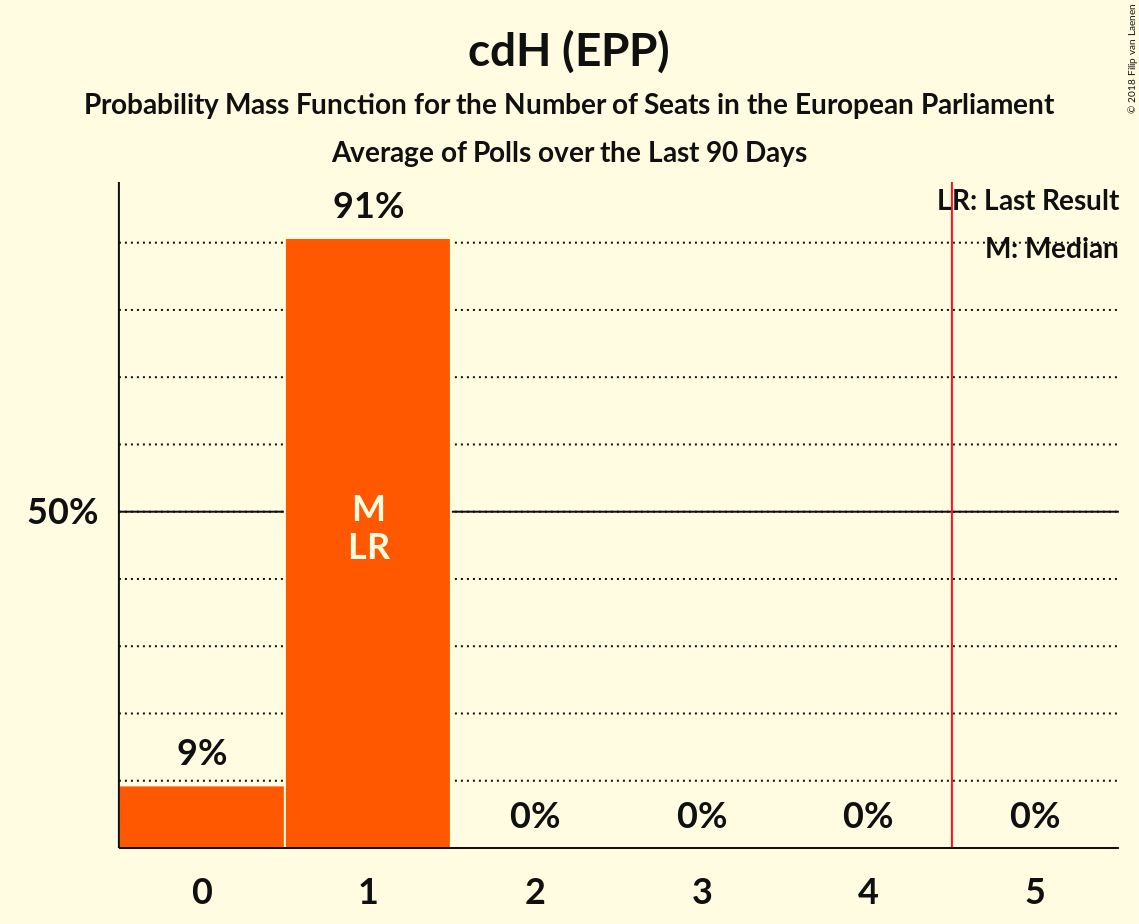 cdH (EPP)
Probability Mass Function for the Number of Seats in the European Parliament
Average of Polls over the Last 90 Days
© 2018 Filip van Laenen
LR: Last Result
M: Median
91%
50%
M
LR
9%
0%
0%
0%
0%
0
1
2
3
4
5